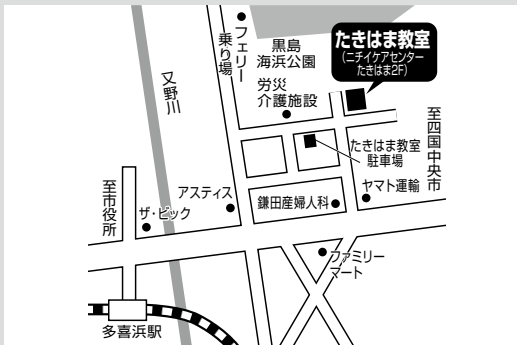 フェリー
乗り場
黒島
海浜公園
たきはま教室
(ニチイケアセンター
たきはま2F)
又野川
労災
介護施設
至四国中央市
たきはま教室
駐車場
至市役所
アスティス
鎌田産婦人科
ヤマト運輸
ザ・ビック
ファミリー
マート
多喜浜駅